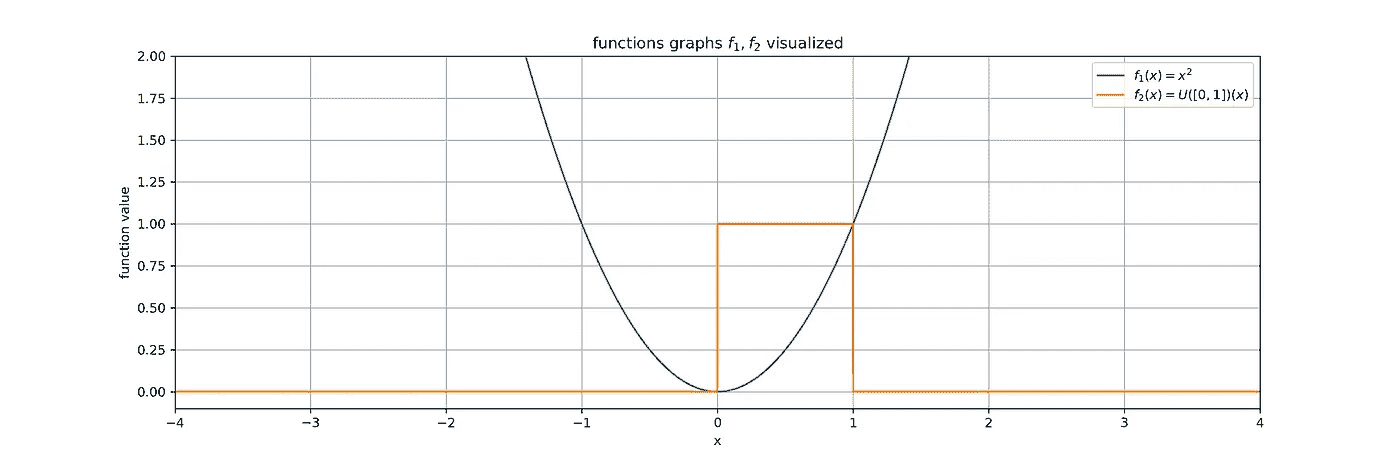 functions graphs f₁, f₂ visualized
f₁(x) = x²
f₂(x) = U([0, 1])(x)
function value
2.00
1.75
1.50
1.25
1.00
0.75
0.50
0.25
0.00
−4 −3 −2 −1 0 1 2 3 4
x